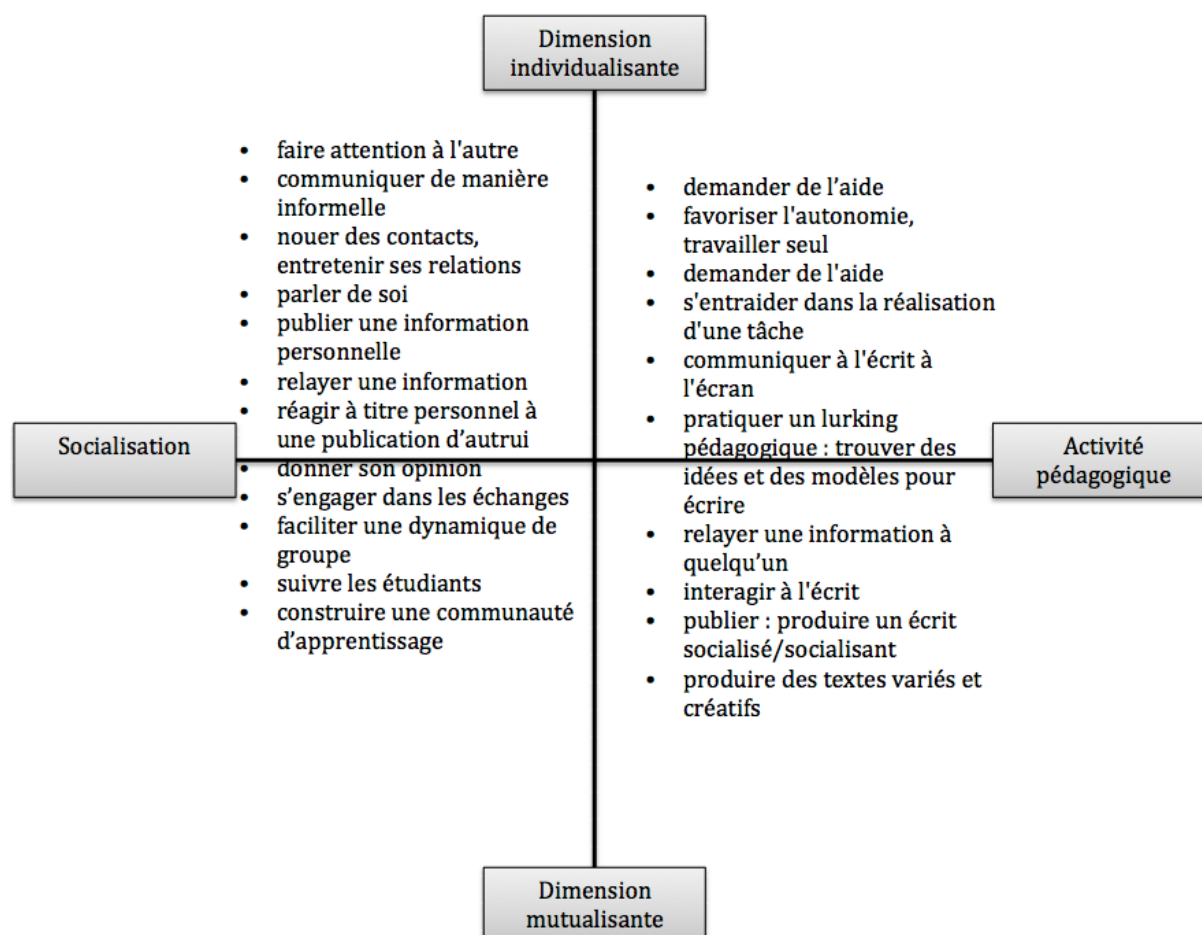 Dimension
individualisante
• faire attention à l'autre
• communiquer de manière
informelle
• nouer des contacts,
entretenir ses relations
• parler de soi
• publier une information
personnelle
• relayer une information
• réagir à titre personnel à
une publication d’autrui
• donner son opinion
• s’engager dans les échanges
• faciliter une dynamique de
groupe
• suivre les étudiants
• construire une communauté
d’apprentissage
• demander de l’aide
• favoriser l'autonomie,
travailler seul
• demander de l'aide
• s'entraider dans la réalisation
d'une tâche
• communiquer à l'écrit à
l'écran
• pratiquer un lurking
pédagogique : trouver des
idées et des modèles pour
écrire
• relayer une information à
quelqu’un
• interagir à l'écrit
• publier : produire un écrit
socialisé/socialisant
• produire des textes variés et
créatifs
Socialisation
Activité
pédagogique
Dimension
mutualisante